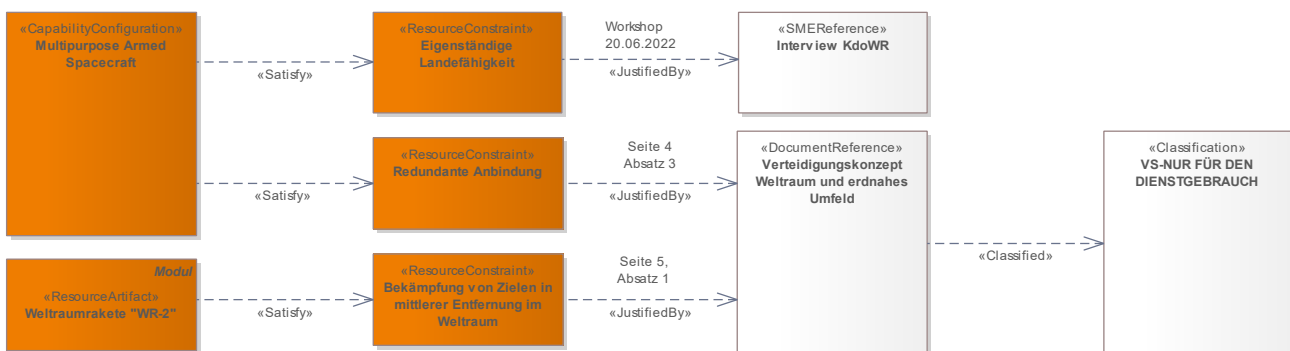 «CapabilityConfiguration»
Multipurpose Armed
Spacecraft
«Satisfy»
«ResourceConstraint»
Eigenständige
Landefähigkeit
Workshop
20.06.2022
«JustifiedBy»
«SMEReference»
Interview KdoWR
«Satisfy»
«ResourceConstraint»
Redundante Anbindung
Seite 4
Absatz 3
«JustifiedBy»
«DocumentReference»
Verteidigungskonzept
Weltraum und erdnahes
Umfeld
«Classified»
«Classification»
VS-NUR FÜR DEN
DIENSTGEBRAUCH
Modul
«ResourceArtifact»
Weltraumrakete "WR-2"
«Satisfy»
«ResourceConstraint»
Bekämpfung von Zielen in
mittlerer Entfernung im
Weltraum
Seite 5,
Absatz 1
«JustifiedBy»